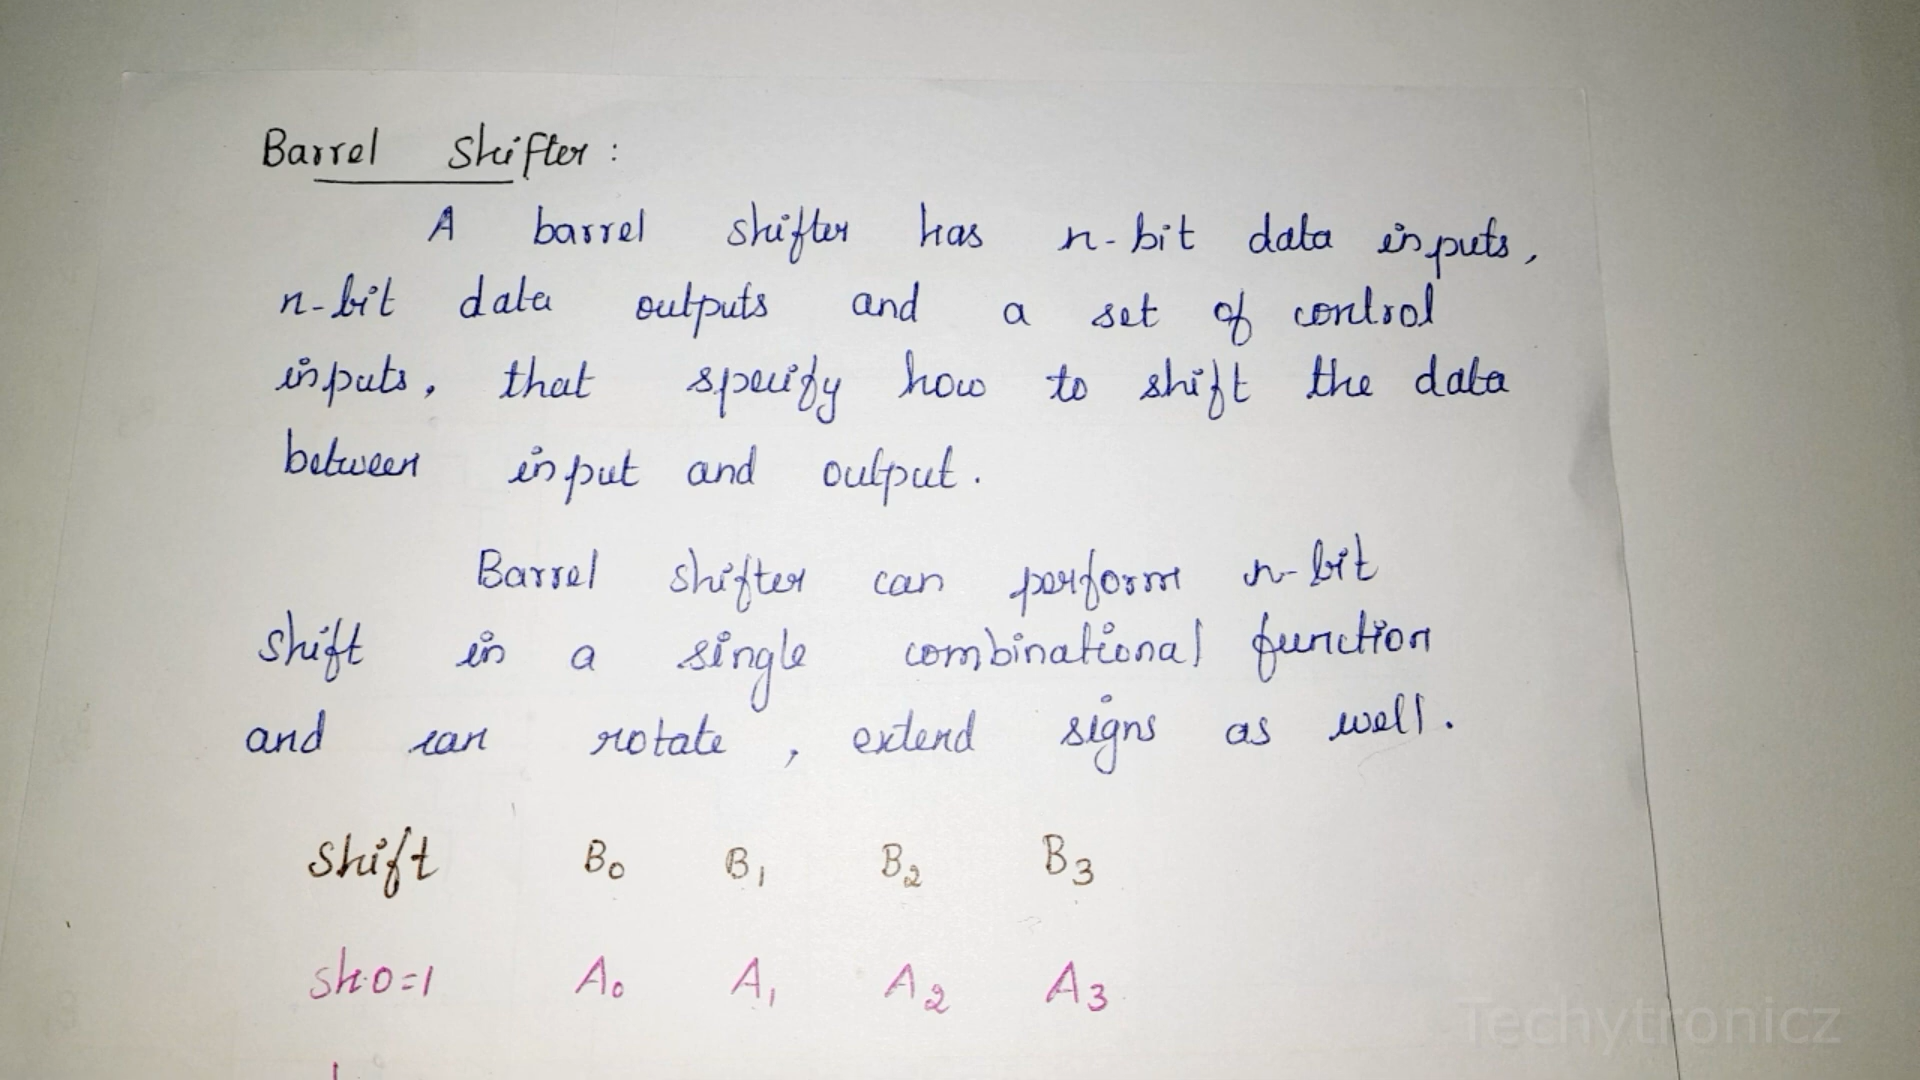 Barrel Shifter :
A barrel shifter has n-bit data inputs,
n-bit data outputs and a set of control
inputs, that specify how to shift the data
between input and output.
Barrel shifter can perform n-bit
shift in a single combinational function
and can rotate, extend signs as well.
Shift B0 B1 B2 B3
sh0=1 A0 A1 A2 A3
Techytronicz